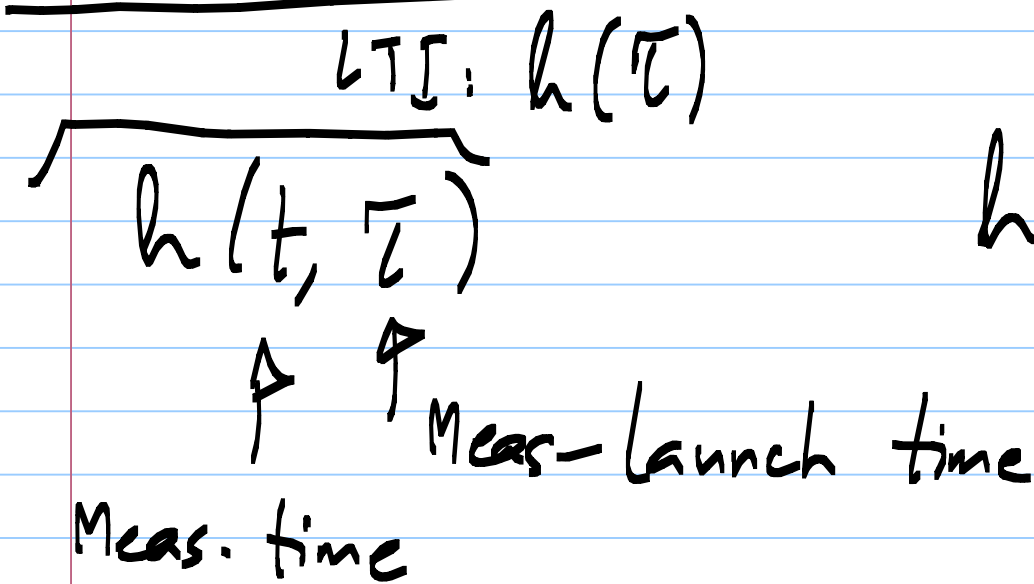 LTI: h(τ)
h(t, τ)
h
Meas-launch time
Meas. time